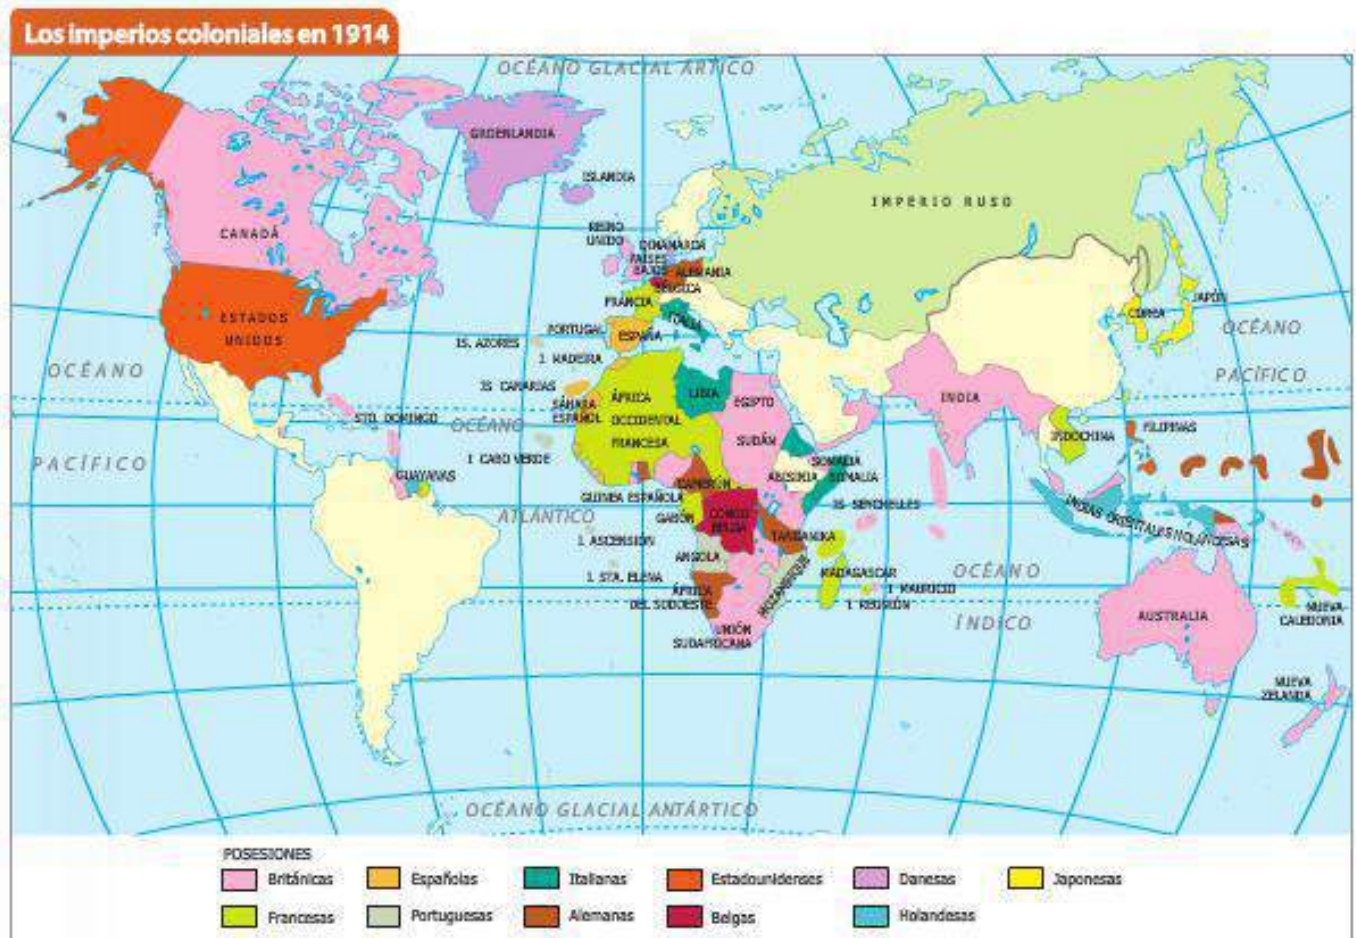 Los imperios coloniales en 1914
OCÉANO GLACIAL ÁRTICO
GROENLANDIA
ISLANDIA
IMPERIO RUSO
CANADÁ
REINO
UNIDO
DINAMARCA
PAÍSES
BAJOS
ALEMANIA
BÉLGICA
FRANCIA
ITALIA
ESTADOS
UNIDOS
PORTUGAL
ESPAÑA
COREA
JAPÓN
OCÉANO
PACÍFICO
IS. AZORES
I MADEIRA
OCÉANO
PACÍFICO
IS CANARIAS
SÁHARA
ESPAÑOL
ÁFRICA
OCCIDENTAL
FRANCESA
LIBIA
EGIPTO
INDIA
STO. DOMINGO
OCÉANO
ATLÁNTICO
SUDÁN
INDOCHINA
FILIPINAS
I CABO VERDE
SOMALIA
ABISINIA
SOMALIA
GUAYANAS
CAMERÚN
GUINEA ESPAÑOLA
IS SEYCHELLES
GABÓN
CONGO
BELGA
INDIAS ORIENTALES HOLANDESAS
I ASCENSIÓN
TANGANIKA
ANGOLA
I STA. ELENA
ÁFRICA
DEL SUDOESTE
MOZAMBIQUE
MADAGASCAR
I MAURICIO
I REUNIÓN
OCÉANO
ÍNDICO
AUSTRALIA
NUEVA
CALEDONIA
UNIÓN
SUDAFRICANA
NUEVA
ZELANDA
OCÉANO GLACIAL ANTÁRTICO
POSESIONES
Británicas
Españolas
Italianas
Estadounidenses
Danesas
Japonesas
Francesas
Portuguesas
Alemanas
Belgas
Holandesas